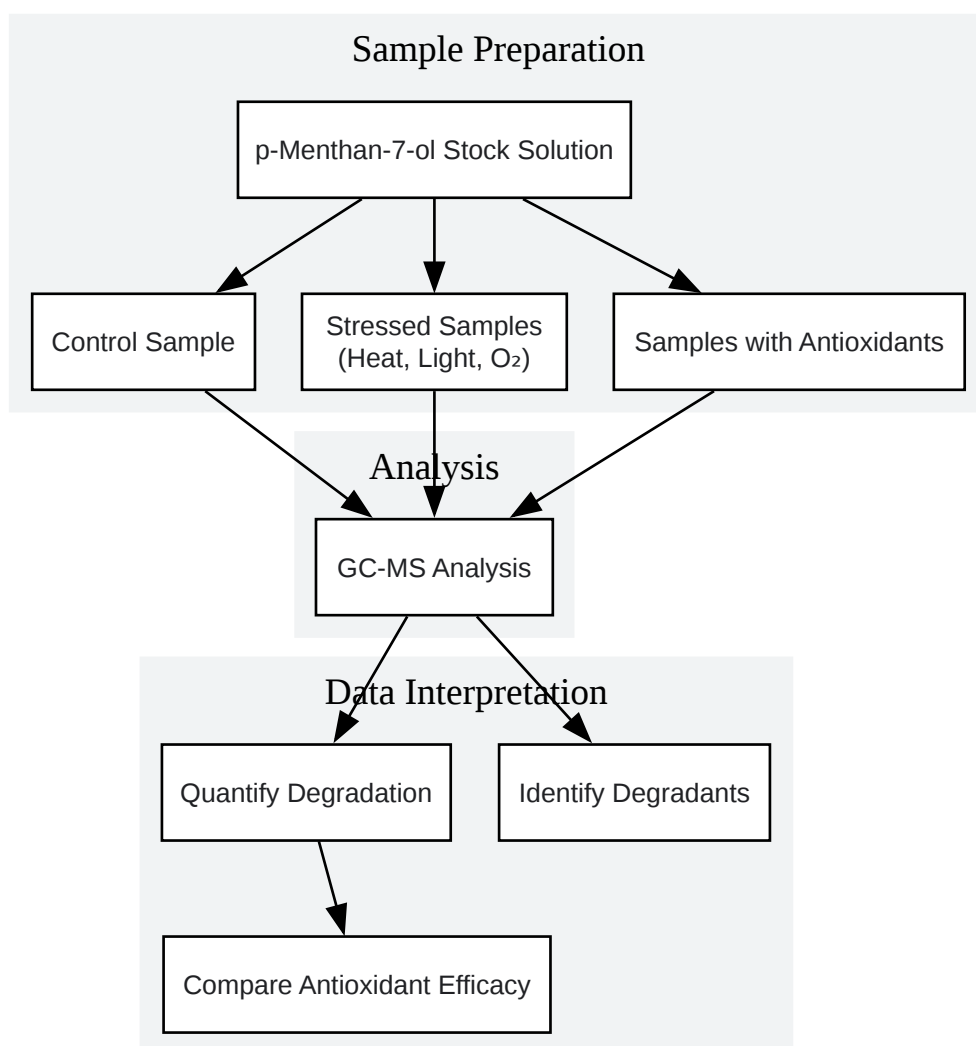 Sample Preparation
p-Menthan-7-ol Stock Solution
Control Sample
Stressed Samples
(Heat, Light, O₂)
Samples with Antioxidants
Analysis
GC-MS Analysis
Data Interpretation
Quantify Degradation
Identify Degradants
Compare Antioxidant Efficacy